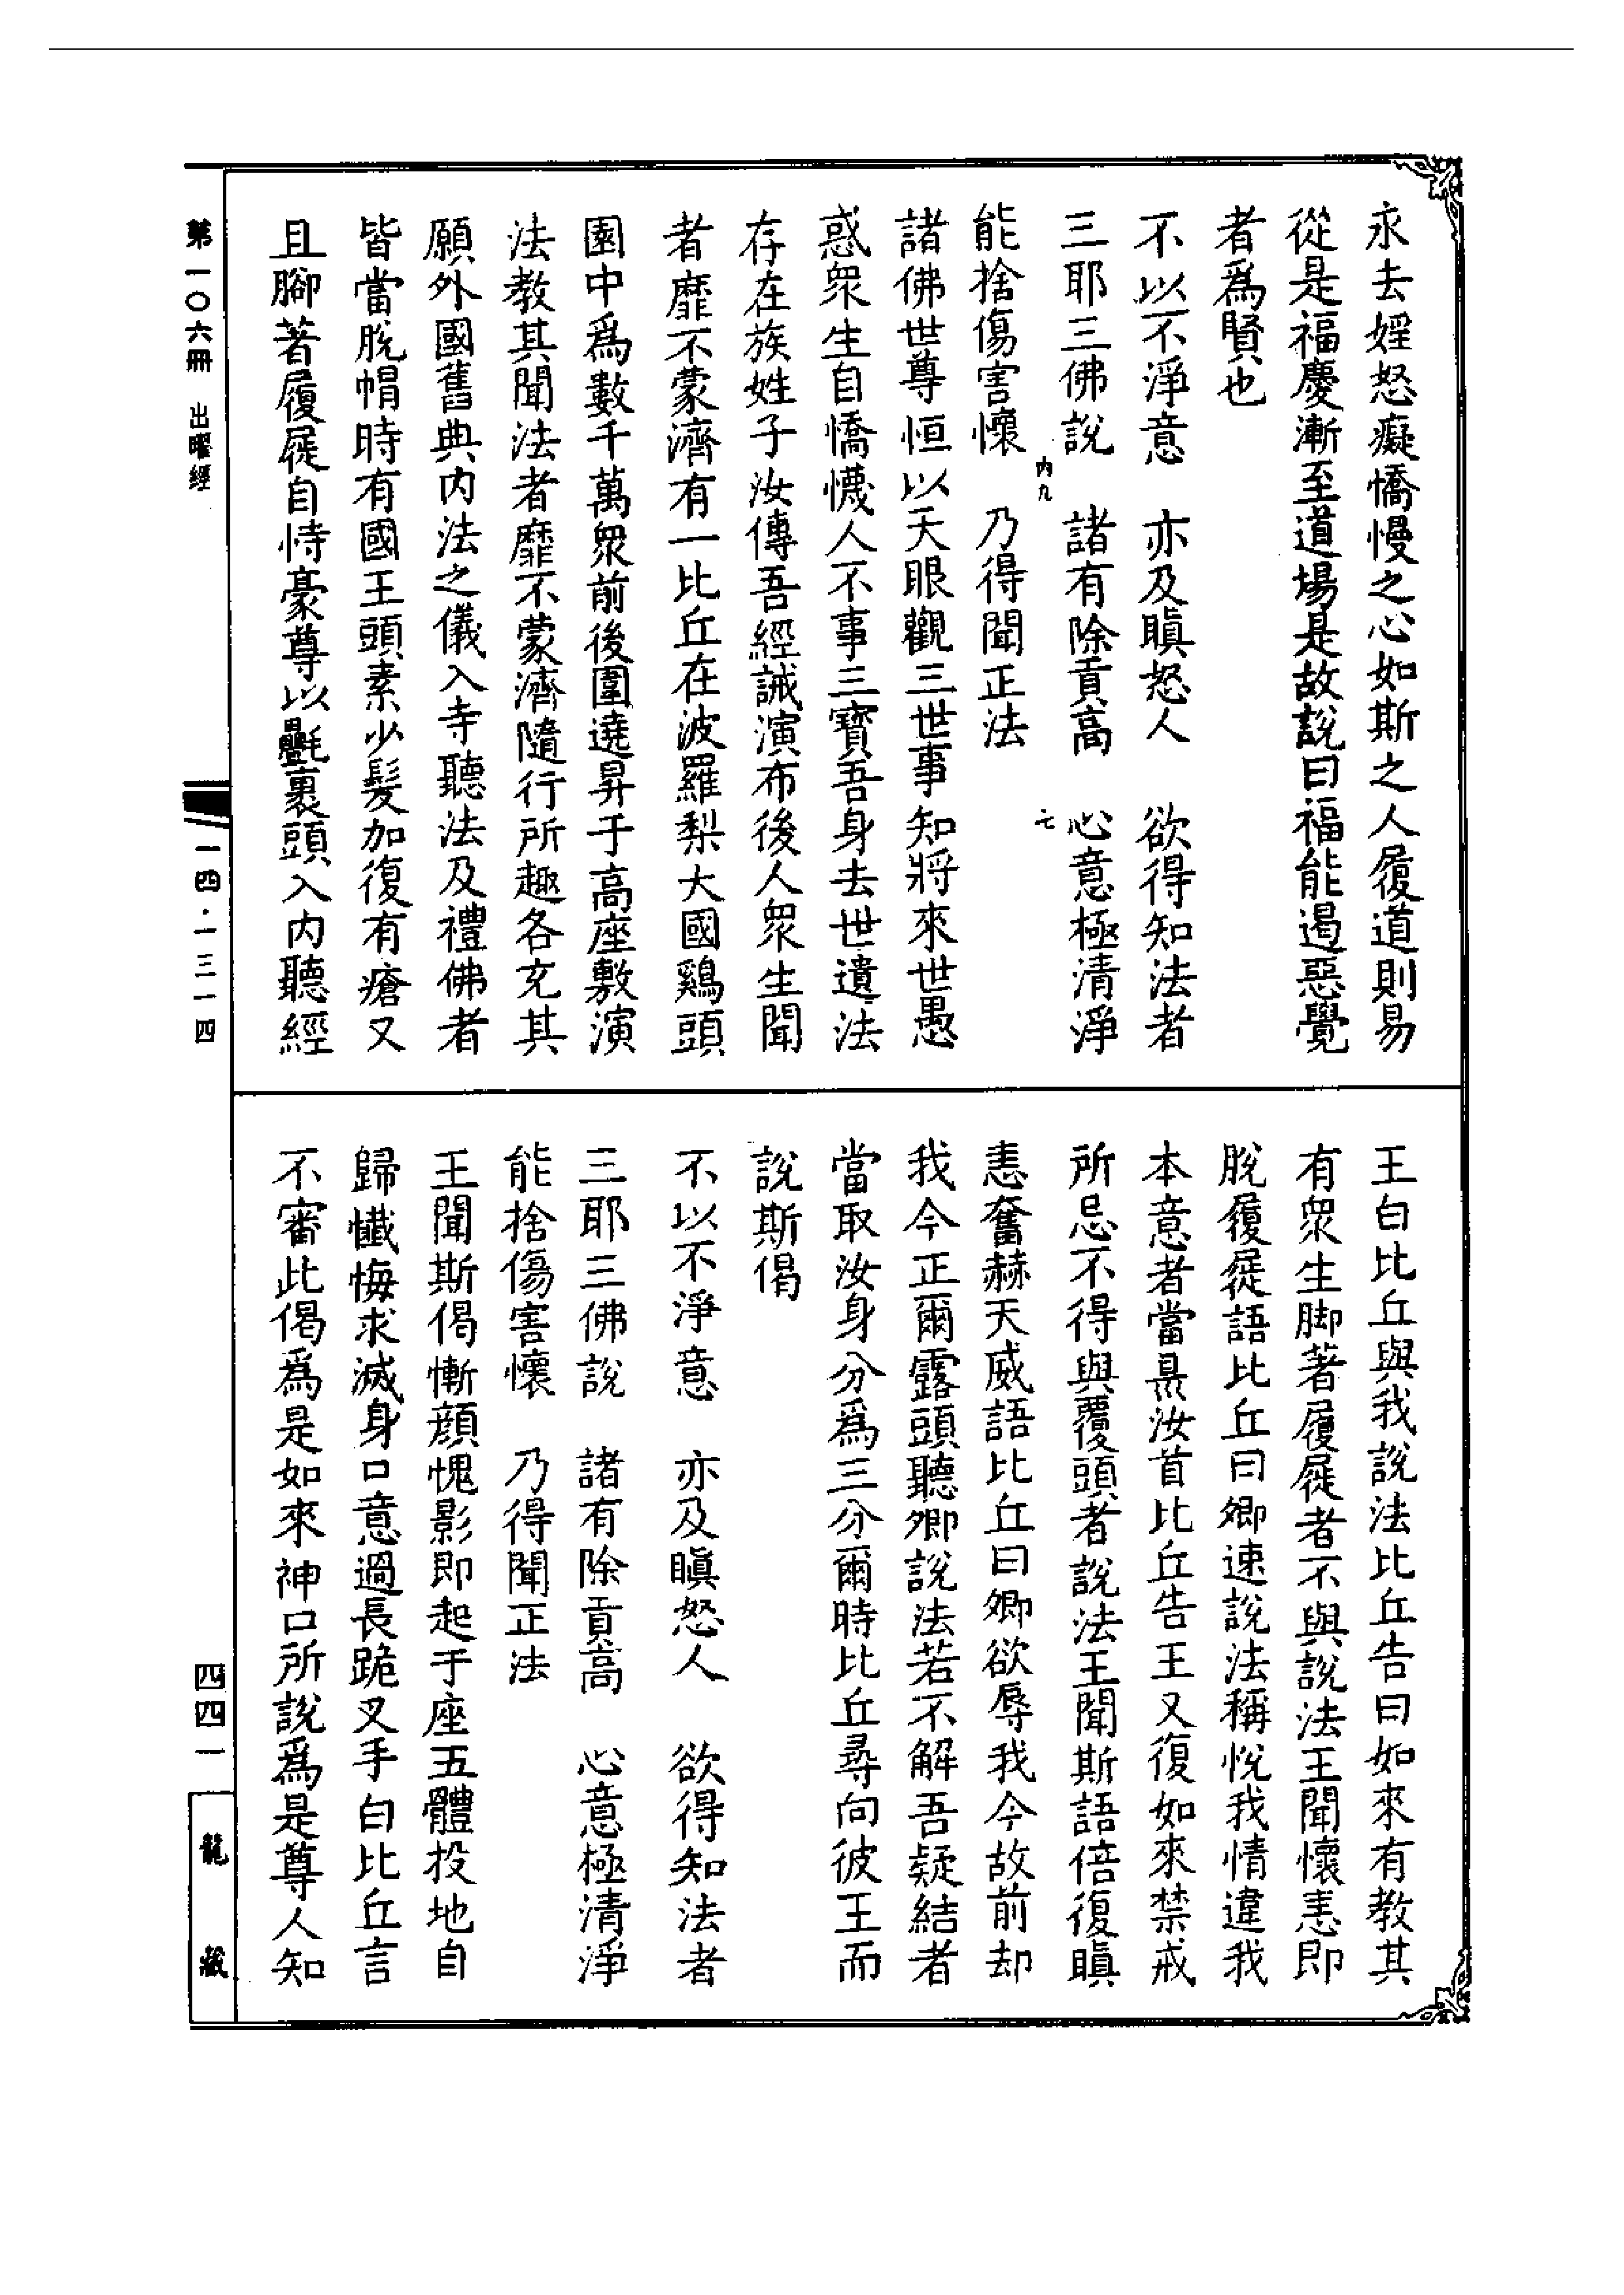 永去婬怒癡憍慢之心如斯之人履道則易
從是福慶漸至道場是故說曰福能遏惡覺
者爲賢也
不以不淨意　亦及瞋怒人　欲得知法者
三耶三佛說　諸有除貢高　心意極清淨
内九　七
能捨傷害懷　乃得聞正法
諸佛世尊恒以天眼觀三世事知將來世愚
惑衆生自憍懱人不事三寶吾身去世遺法
存在族姓子汝傳吾經誡演布後人衆生聞
者靡不蒙濟有一比丘在波羅梨大國鷄頭
園中爲數千萬衆前後圍遶昇于高座敷演
法教其聞法者靡不蒙濟隨行所趣各充其
願外國舊典内法之儀入寺聽法及禮佛者
皆當脫帽時有國王頭素少髮加復有瘡又
且腳著履屣自恃豪尊以㲲裹頭入内聽經
王白比丘與我說法比丘告曰如來有教其
有衆生脚著履屣者不與說法王聞懷恚即
脫履屣語比丘曰卿速說法稱悅我情違我
本意者當梟汝首比丘告王又復如來禁戒
所忌不得與覆頭者說法王聞斯語倍復瞋
恚奮赫天威語比丘曰卿欲辱我今故前却
我今正爾露頭聽卿說法若不解吾疑結者
當取汝身分爲三分爾時比丘尋向彼王而
說斯偈
不以不淨意　亦及瞋怒人　欲得知法者
三耶三佛說　諸有除貢高　心意極清淨
能捨傷害懷　乃得聞正法
王聞斯偈慚顔愧影即起于座五體投地自
歸懺悔求滅身口意過長跪叉手白比丘言
不審此偈爲是如來神口所說爲是尊人知
第一〇六冊　出曜經
一四·一三一四
四四一
龍藏